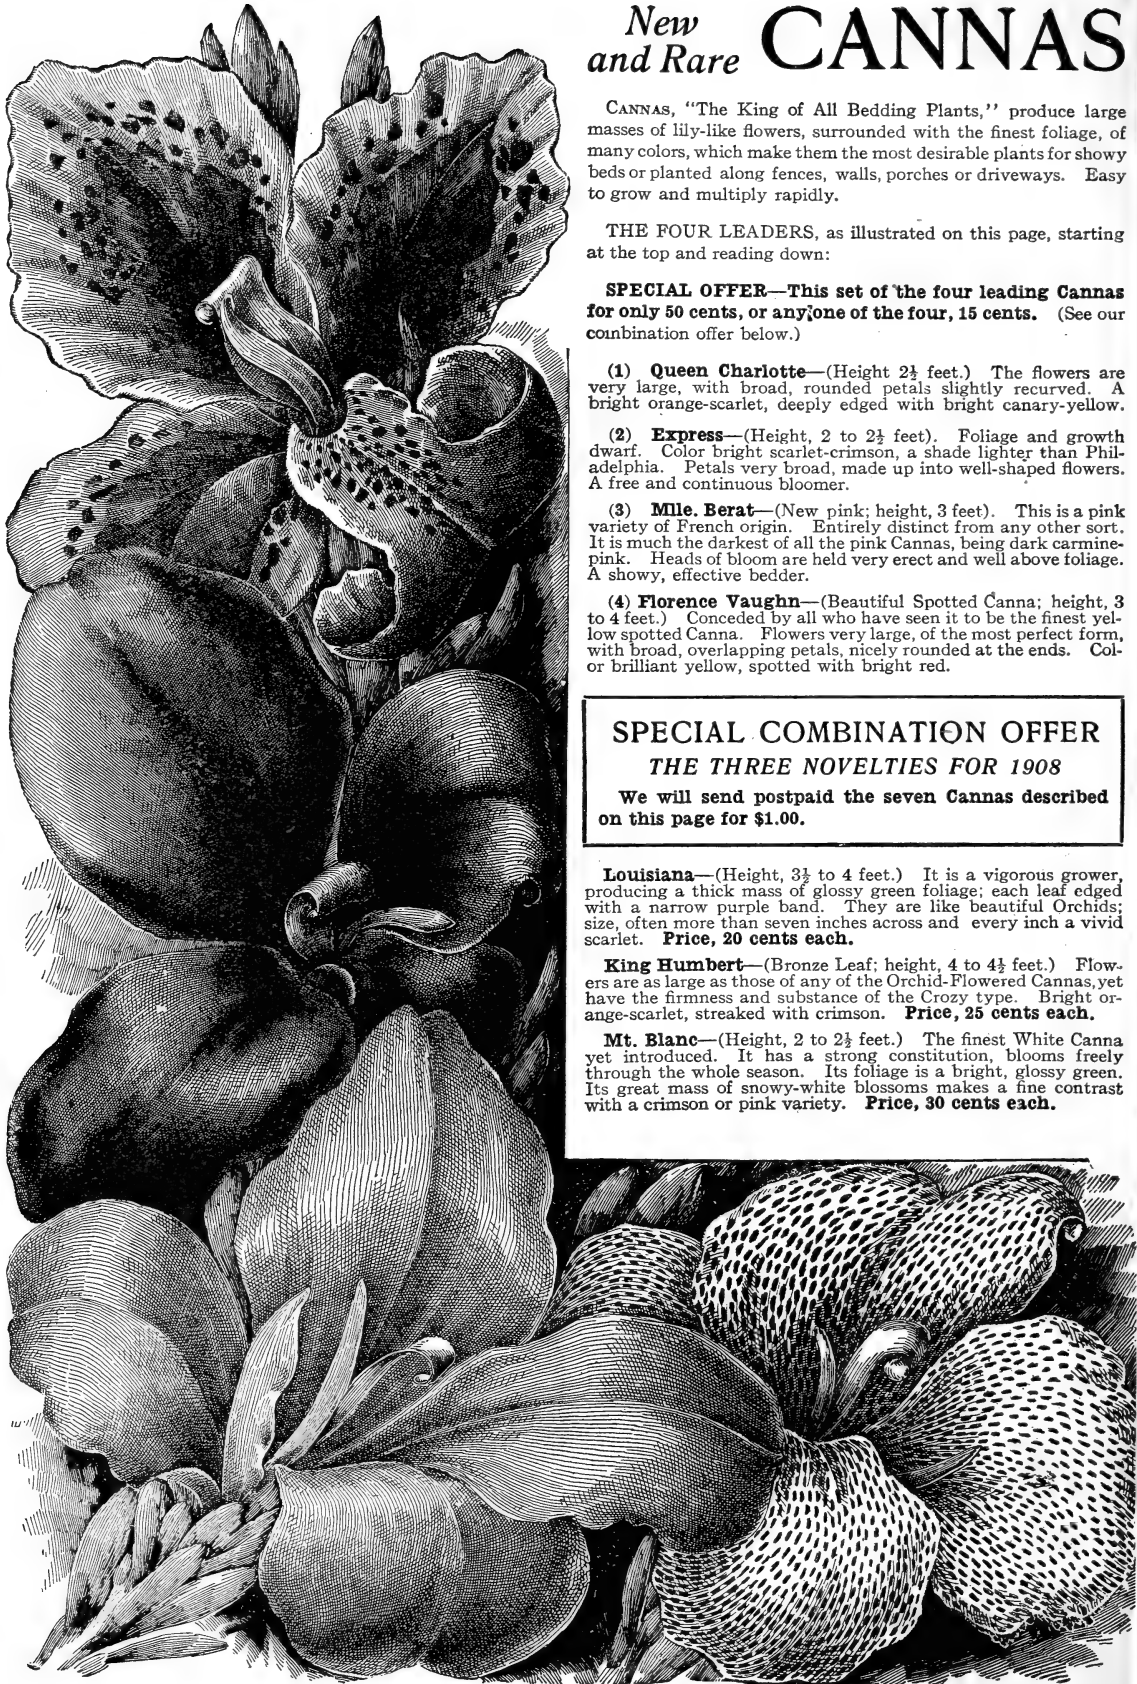 New
and Rare
CANNAS
CANNAS, "The King of All Bedding Plants," produce large
masses of lily-like flowers, surrounded with the finest foliage, of
many colors, which make them the most desirable plants for showy
beds or planted along fences, walls, porches or driveways. Easy
to grow and multiply rapidly.
THE FOUR LEADERS, as illustrated on this page, starting
at the top and reading down:
SPECIAL OFFER—This set of the four leading Cannas
for only 50 cents, or any one of the four, 15 cents. (See our
combination offer below.)
(1) Queen Charlotte—(Height 2½ feet.) The flowers are
very large, with broad, rounded petals slightly recurved. A
bright orange-scarlet, deeply edged with bright canary-yellow.
(2) Express—(Height, 2 to 2½ feet). Foliage and growth
dwarf. Color bright scarlet-crimson, a shade lighter than Phil-
adelphia. Petals very broad, made up into well-shaped flowers.
A free and continuous bloomer.
(3) Mlle. Berat—(New pink; height, 3 feet). This is a pink
variety of French origin. Entirely distinct from any other sort.
It is much the darkest of all the pink Cannas, being dark carmine-
pink. Heads of bloom are held very erect and well above foliage.
A showy, effective bedder.
(4) Florence Vaughn—(Beautiful Spotted Canna; height, 3
to 4 feet.) Conceded by all who have seen it to be the finest yel-
low spotted Canna. Flowers very large, of the most perfect form,
with broad, overlapping petals, nicely rounded at the ends. Col-
or brilliant yellow, spotted with bright red.
SPECIAL COMBINATION OFFER
THE THREE NOVELTIES FOR 1908
We will send postpaid the seven Cannas described
on this page for $1.00.
Louisiana—(Height, 3½ to 4 feet.) It is a vigorous grower,
producing a thick mass of glossy green foliage; each leaf edged
with a narrow purple band. They are like beautiful Orchids;
size, often more than seven inches across and every inch a vivid
scarlet. Price, 20 cents each.
King Humbert—(Bronze Leaf; height, 4 to 4½ feet.) Flow-
ers are as large as those of any of the Orchid-Flowered Cannas, yet
have the firmness and substance of the Crozy type. Bright or-
ange-scarlet, streaked with crimson. Price, 25 cents each.
Mt. Blanc—(Height, 2 to 2½ feet.) The finest White Canna
yet introduced. It has a strong constitution, blooms freely
through the whole season. Its foliage is a bright, glossy green.
Its great mass of snowy-white blossoms makes a fine contrast
with a crimson or pink variety. Price, 30 cents each.